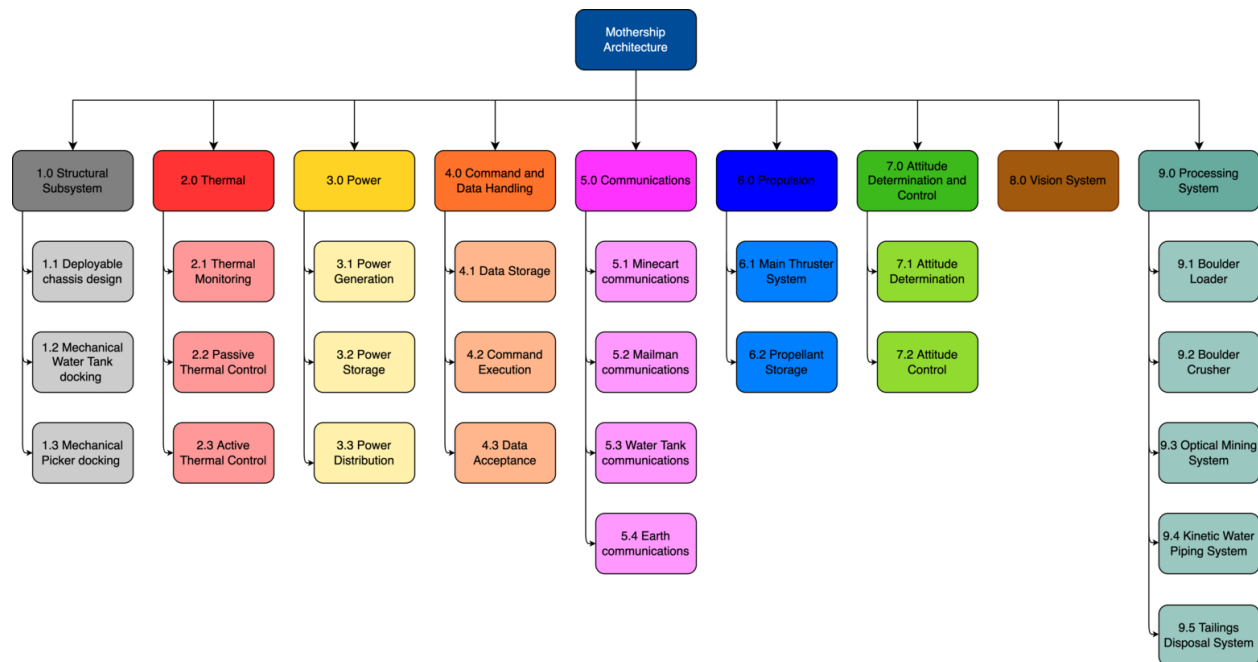 Mothership
Architecture
1.0 Structural
Subsystem
2.0 Thermal
3.0 Power
4.0 Command and
Data Handling
5.0 Communications
6.0 Propulsion
7.0 Attitude
Determination and
Control
8.0 Vision System
9.0 Processing
System
1.1 Deployable
chassis design
2.1 Thermal
Monitoring
3.1 Power
Generation
4.1 Data Storage
5.1 Minecart
communications
6.1 Main Thruster
System
7.1 Attitude
Determination
9.1 Boulder
Loader
1.2 Mechanical
Water Tank
docking
2.2 Passive
Thermal Control
3.2 Power
Storage
4.2 Command
Execution
5.2 Mailman
communications
6.2 Propellant
Storage
7.2 Attitude
Control
9.2 Boulder
Crusher
1.3 Mechanical
Picker docking
2.3 Active
Thermal Control
3.3 Power
Distribution
4.3 Data
Acceptance
5.3 Water Tank
communications
9.3 Optical Mining
System
5.4 Earth
communications
9.4 Kinetic Water
Piping System
9.5 Tailings
Disposal System